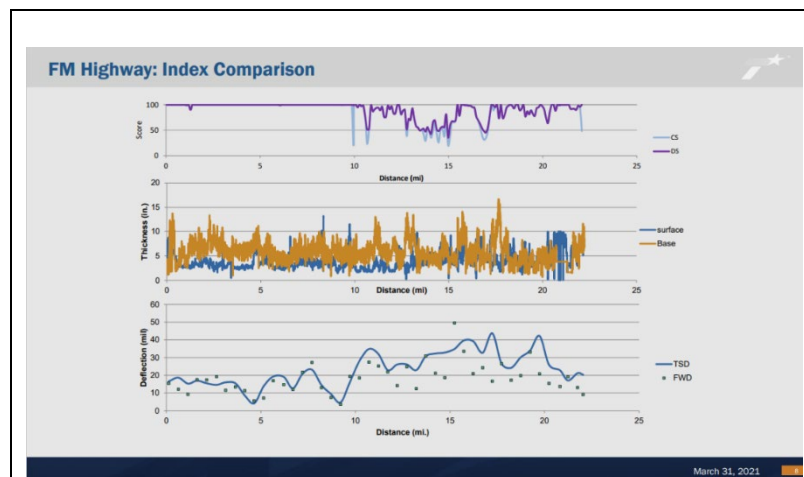 FM Highway: Index Comparison
100
50
0
Score
0 5 10 15 20 25
Distance (mi)
CS
DS
20
15
10
5
0
Thickness (in.)
0 5 10 15 20 25
Distance (mi)
surface
Base
60
50
40
30
20
10
0
Deflection (mil)
0 5 10 15 20 25
Distance (mi.)
TSD
FWD
March 31, 2021